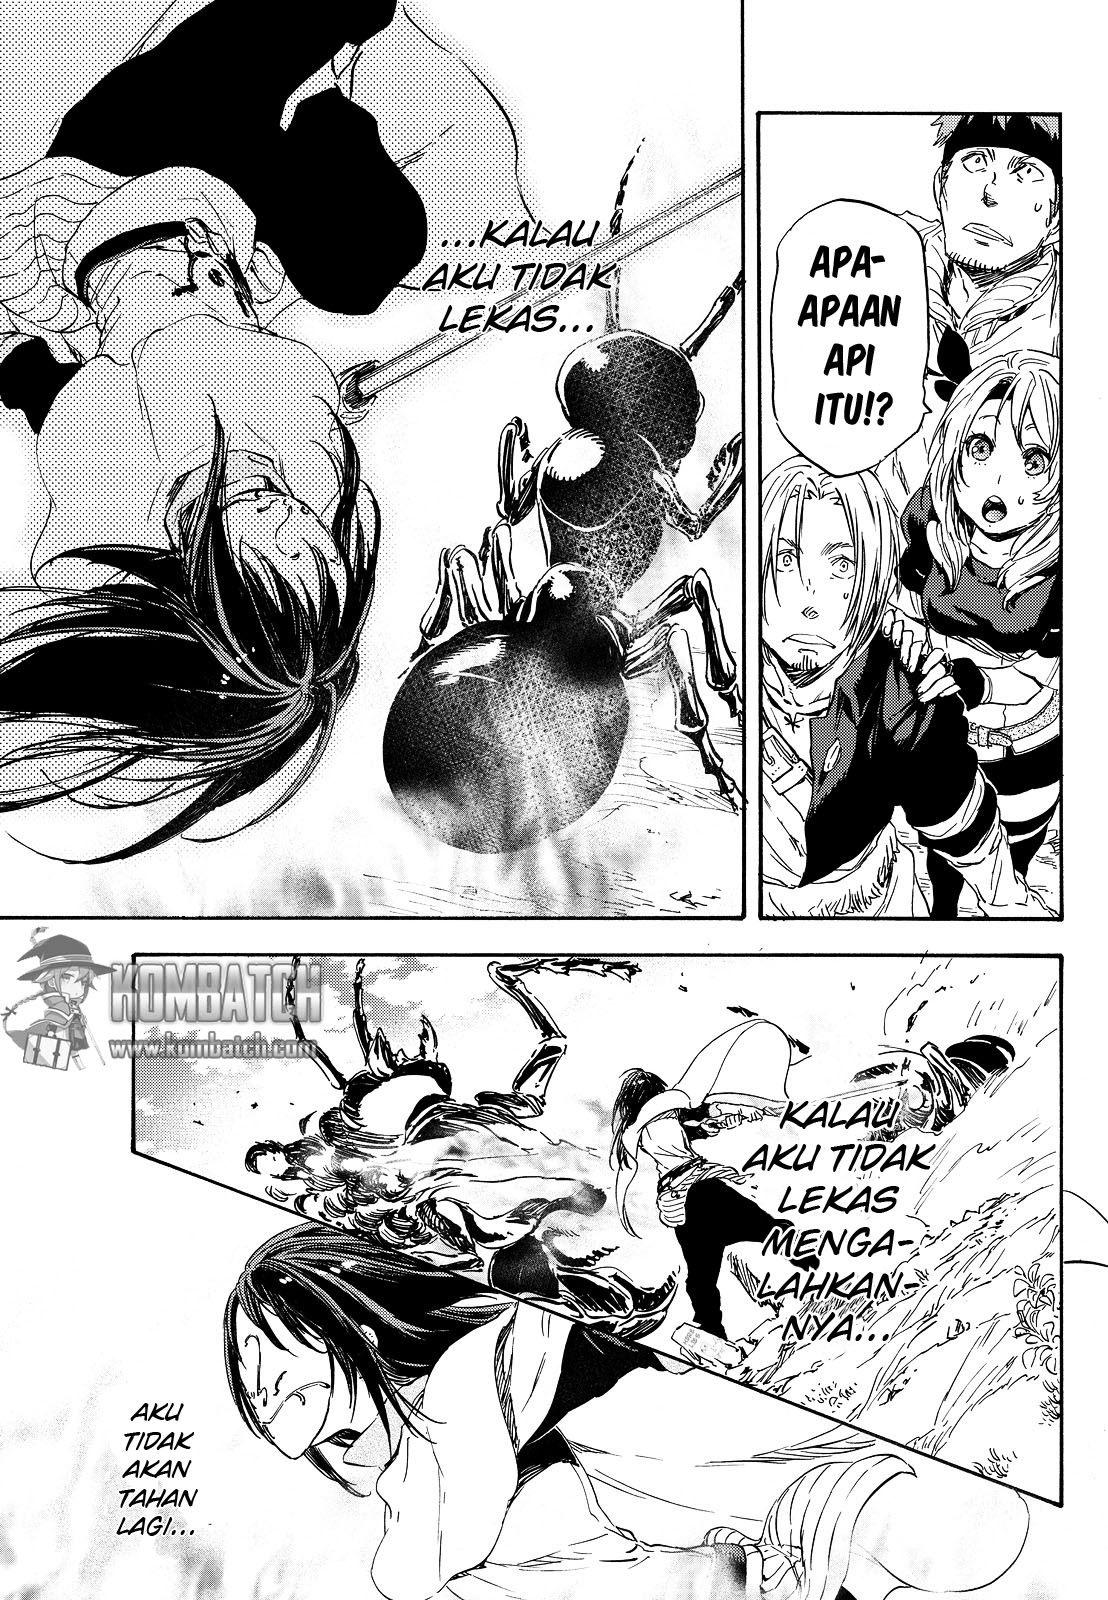 APA-
APAAN
API
ITU!?
...KALAU
AKU TIDAK
LEKAS...
KOMBATCH
www.kombatch.com
KALAU
AKU TIDAK
LEKAS
MENGA-
LAHKAN-
NYA...
AKU
TIDAK
AKAN
TAHAN
LAGI...